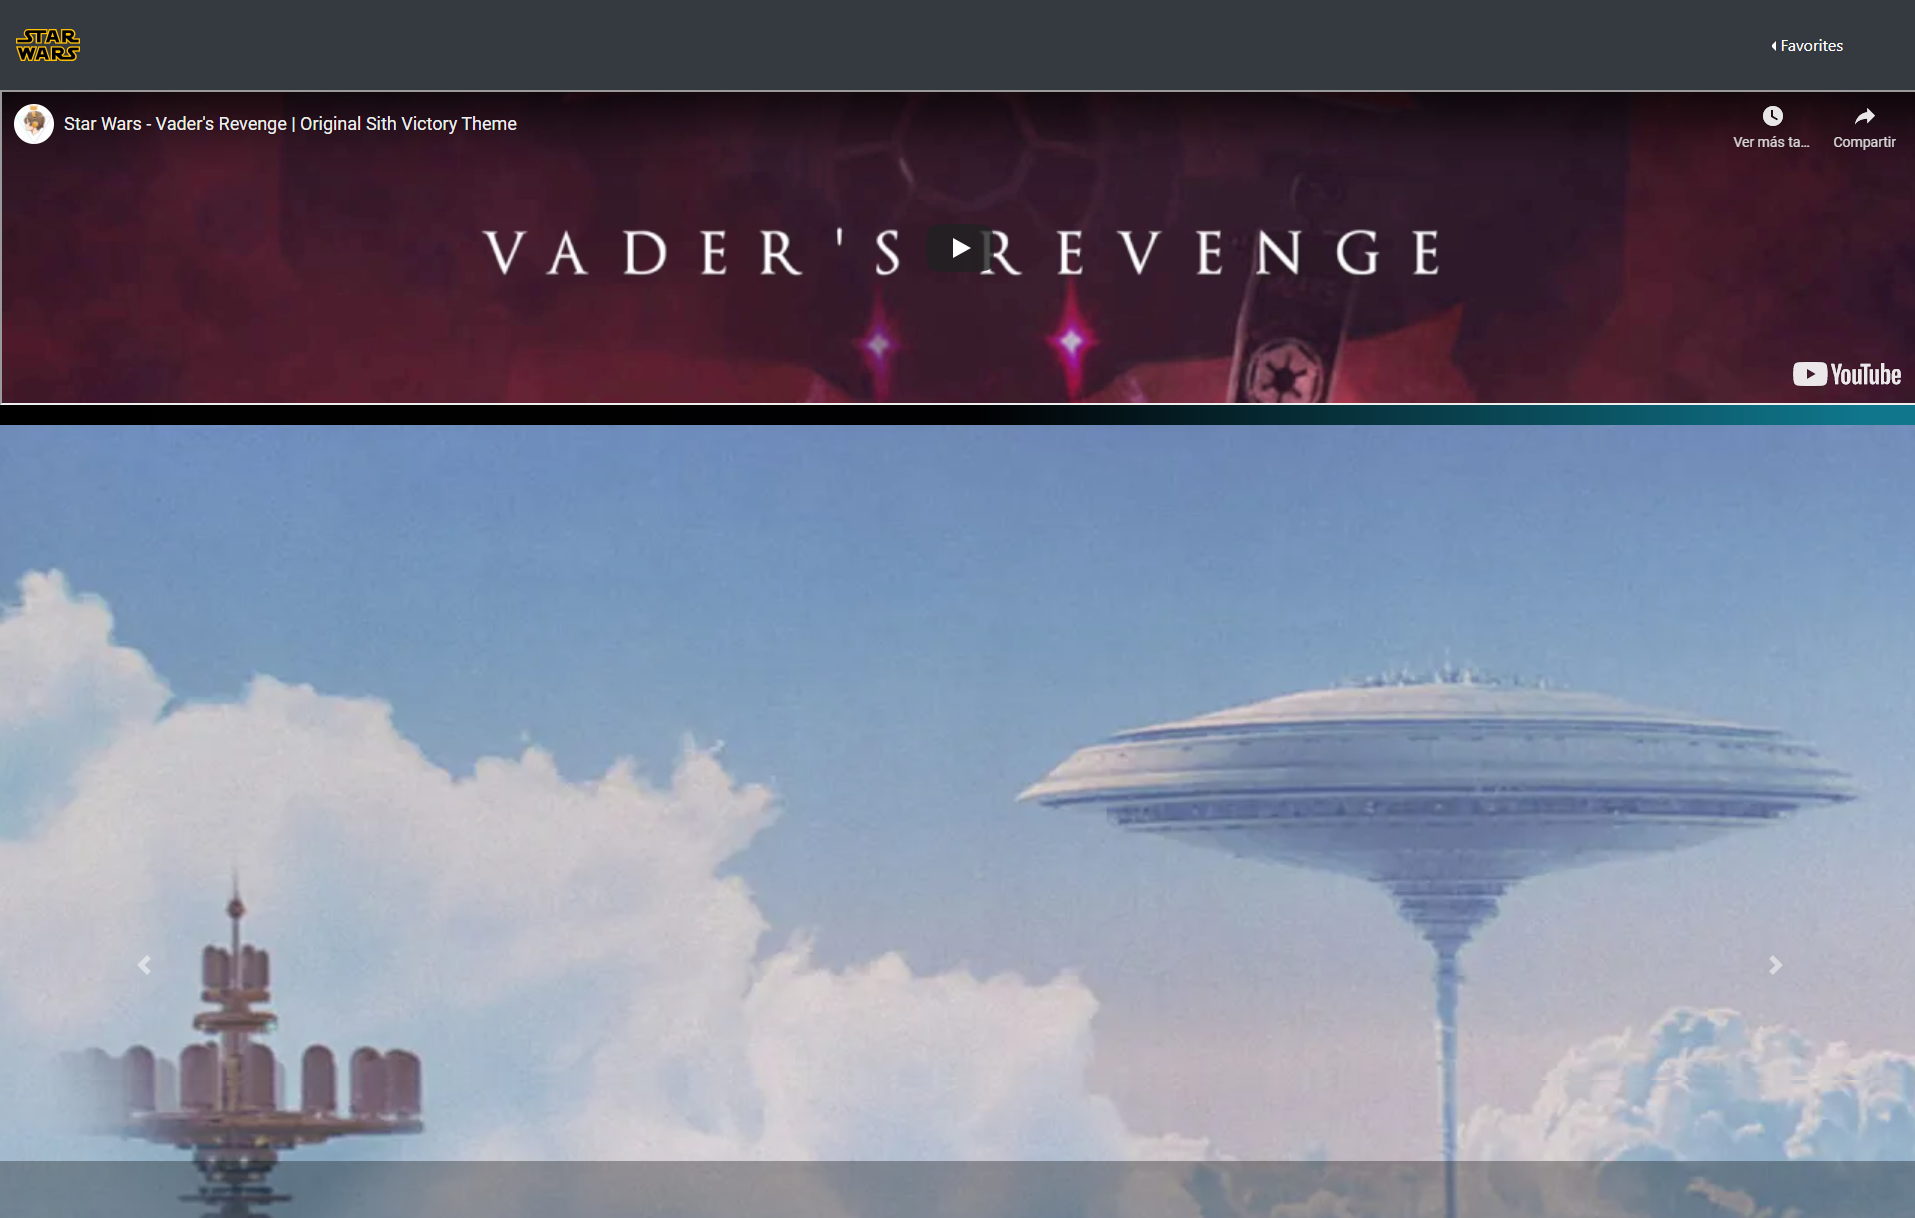 STAR
WARS
Favorites
Star Wars - Vader's Revenge | Original Sith Victory Theme
Ver más ta...
Compartir
VADER'S REVENGE
YouTube